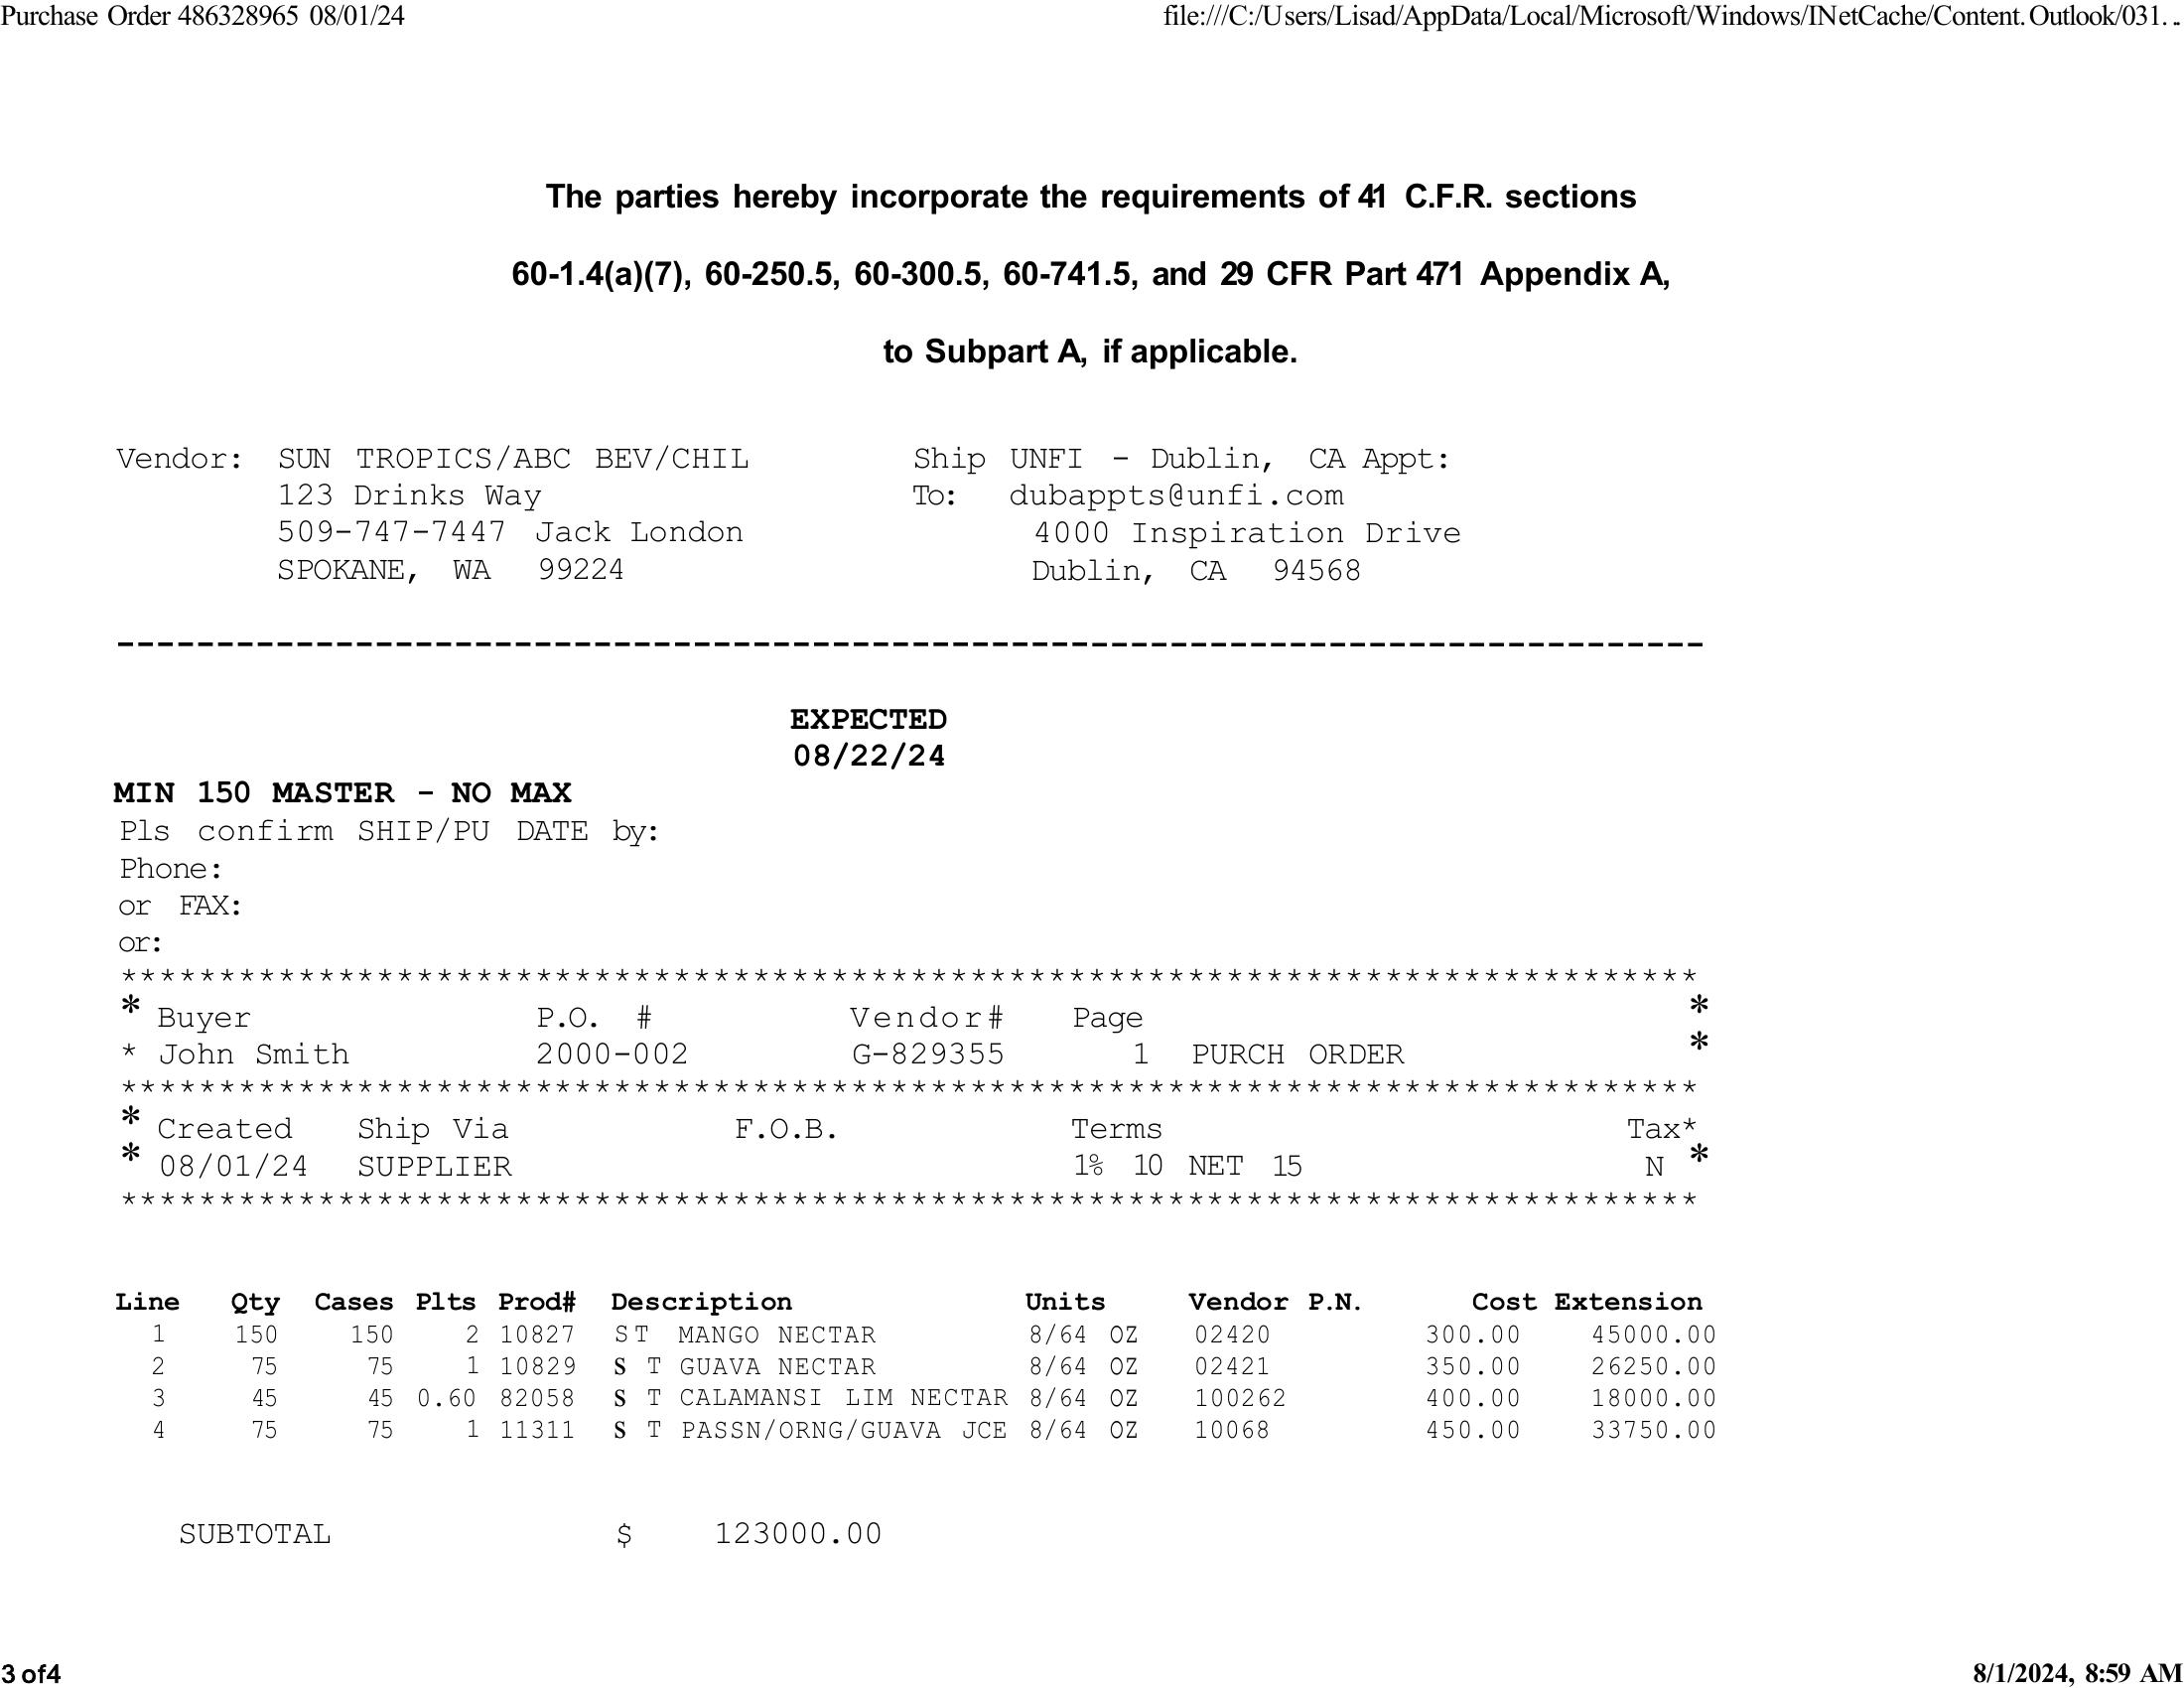 Purchase Order 486328965 08/01/24 file:///C:/Users/Lisad/AppData/Local/Microsoft/Windows/INetCache/Content.Outlook/031...
The parties hereby incorporate the requirements of 41 C.F.R. sections
60-1.4(a)(7), 60-250.5, 60-300.5, 60-741.5, and 29 CFR Part 471 Appendix A,
to Subpart A, if applicable.
Vendor: SUN TROPICS/ABC BEV/CHIL Ship UNFI - Dublin, CA Appt:
123 Drinks Way To: dubappts@unfi.com
509-747-7447 Jack London 4000 Inspiration Drive
SPOKANE, WA 99224 Dublin, CA 94568
--------------------------------------------------------------------------------
EXPECTED
08/22/24
MIN 150 MASTER - NO MAX
Pls confirm SHIP/PU DATE by:
Phone:
or FAX:
or:
********************************************************************************
* Buyer P.O. # Vendor# Page *
* John Smith 2000-002 G-829355 1 PURCH ORDER *
********************************************************************************
* Created Ship Via F.O.B. Terms Tax*
* 08/01/24 SUPPLIER 1% 10 NET 15 N *
********************************************************************************
Line Qty Cases Plts Prod# Description Units Vendor P.N. Cost Extension
1 150 150 2 10827 S T MANGO NECTAR 8/64 OZ 02420 300.00 45000.00
2 75 75 1 10829 S T GUAVA NECTAR 8/64 OZ 02421 350.00 26250.00
3 45 45 0.60 82058 S T CALAMANSI LIM NECTAR 8/64 OZ 100262 400.00 18000.00
4 75 75 1 11311 S T PASSN/ORNG/GUAVA JCE 8/64 OZ 10068 450.00 33750.00
SUBTOTAL $ 123000.00
3 of4 8/1/2024, 8:59 AM